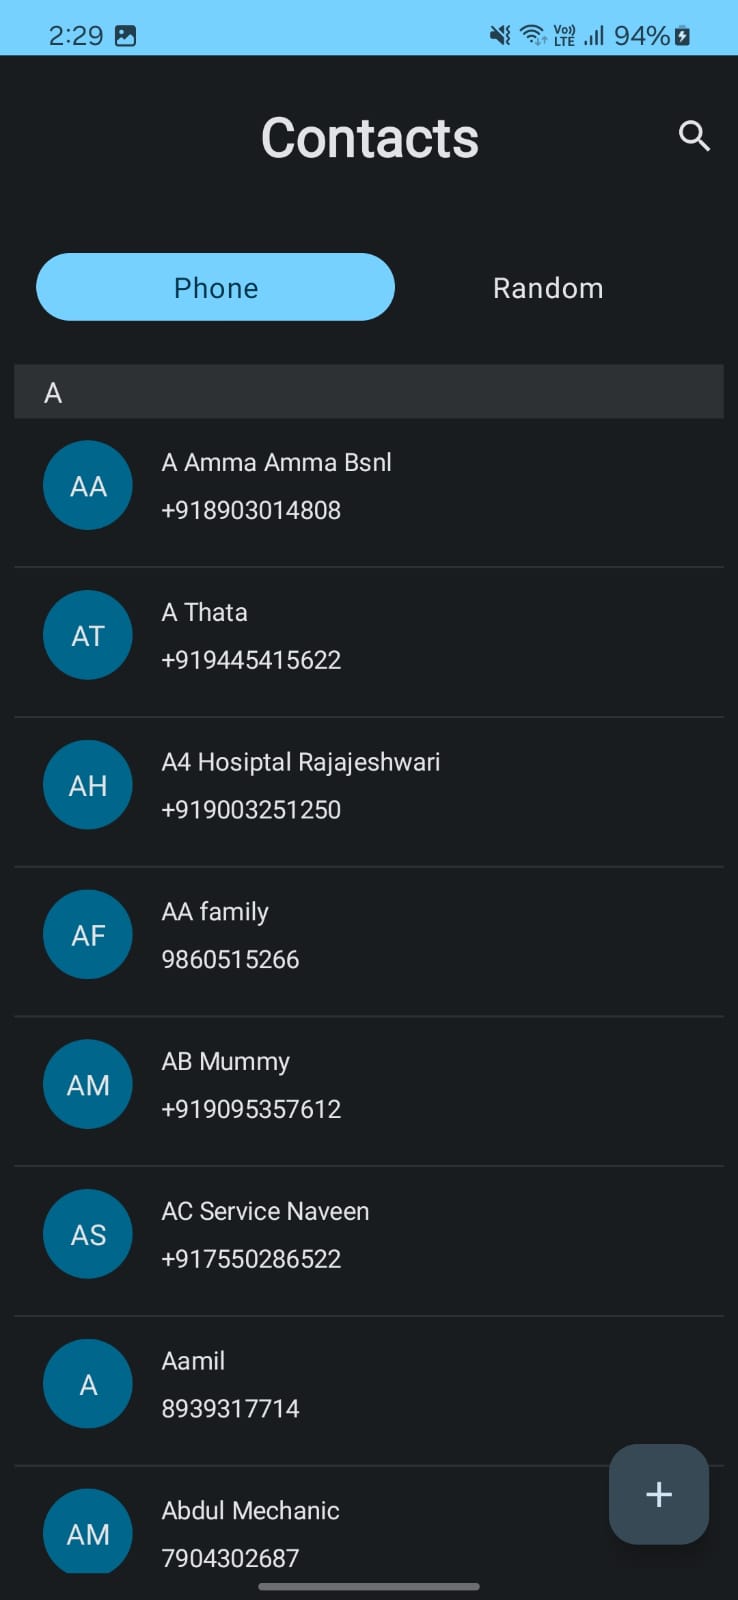 2:29
Vo))
LTE
94%
Contacts
Phone
Random
A
AA
A Amma Amma Bsnl
+918903014808
AT
A Thata
+919445415622
AH
A4 Hosiptal Rajajeshwari
+919003251250
AF
AA family
9860515266
AM
AB Mummy
+919095357612
AS
AC Service Naveen
+917550286522
A
Aamil
8939317714
AM
Abdul Mechanic
7904302687
+